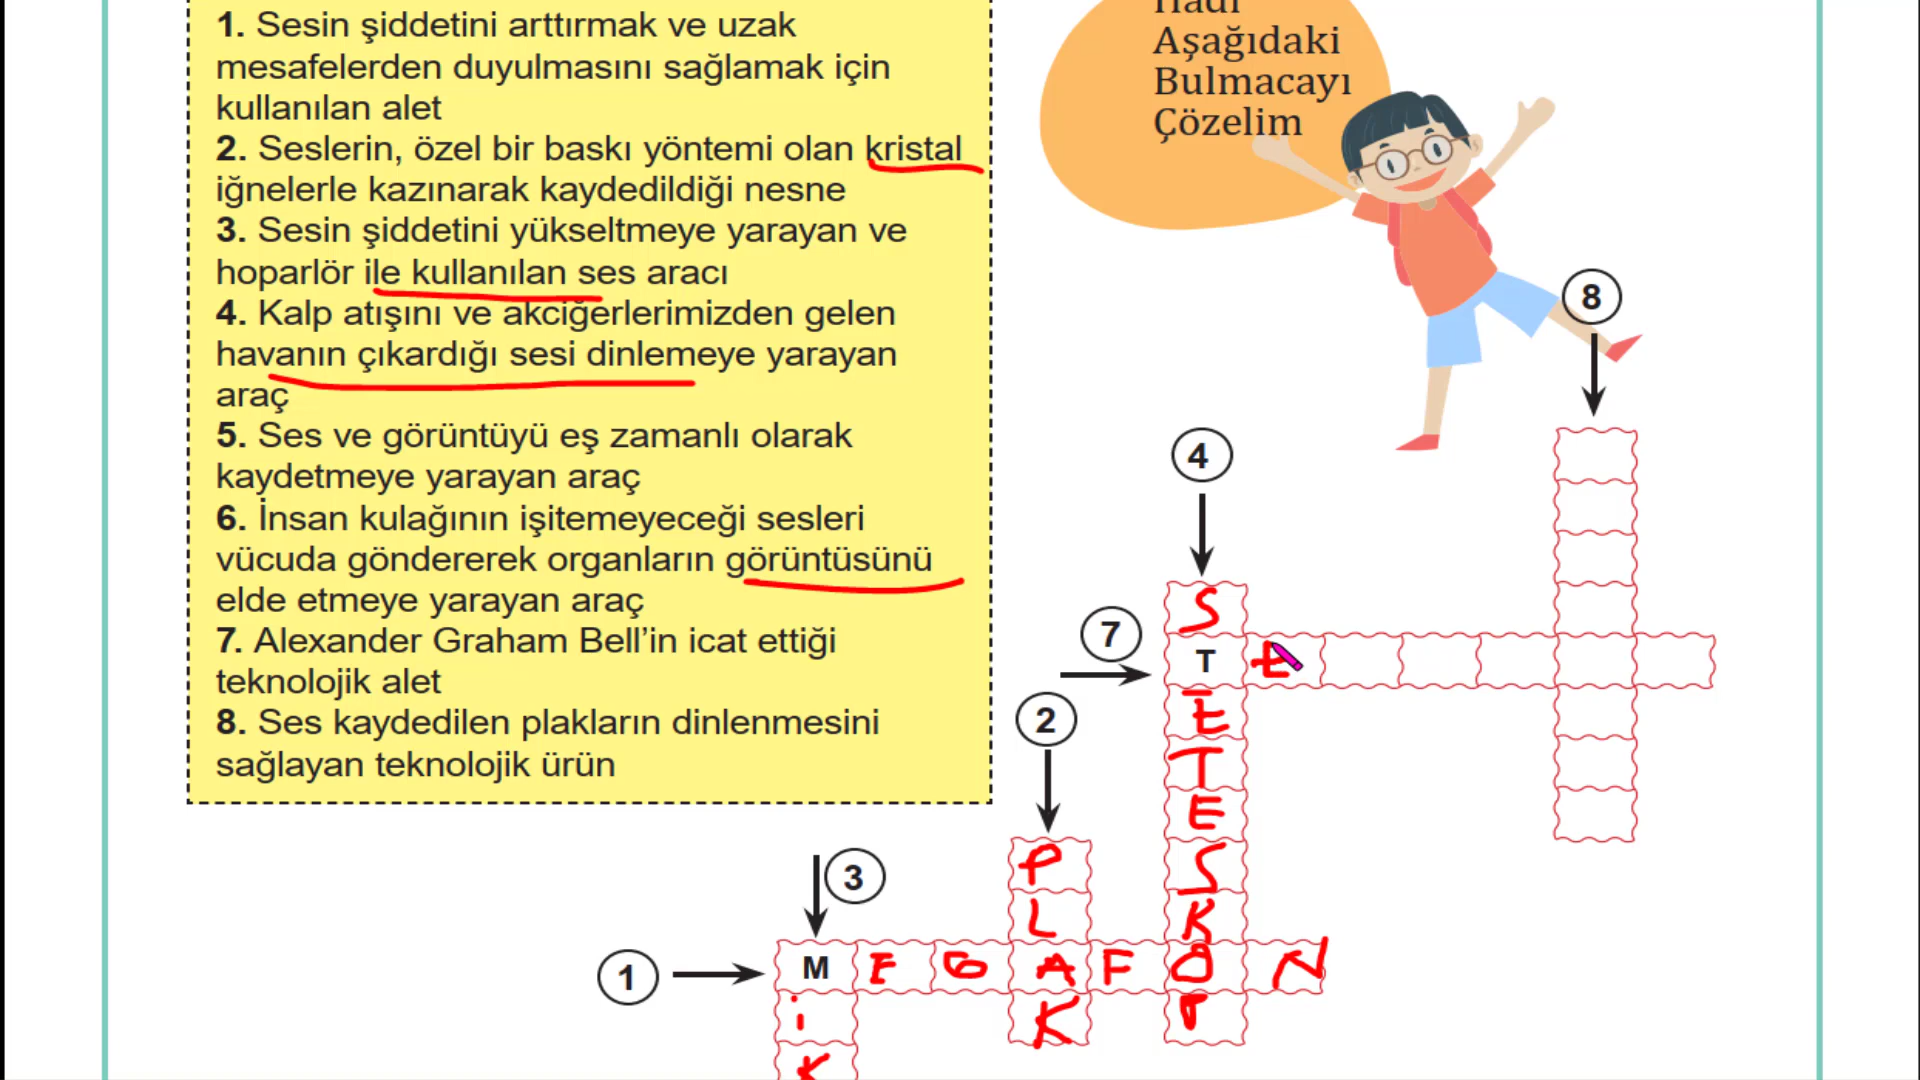 1. Sesin şiddetini arttırmak ve uzak
mesafelerden duyulmasını sağlamak için
kullanılan alet
2. Seslerin, özel bir baskı yöntemi olan kristal
iğnelerle kazınarak kaydedildiği nesne
3. Sesin şiddetini yükseltmeye yarayan ve
hoparlör ile kullanılan ses aracı
4. Kalp atışını ve akciğerlerimizden gelen
havanın çıkardığı sesi dinlemeye yarayan
araç
5. Ses ve görüntüyü eş zamanlı olarak
kaydetmeye yarayan araç
6. İnsan kulağının işitemeyeceği sesleri
vücuda göndererek organların görüntüsünü
elde etmeye yarayan araç
7. Alexander Graham Bell’in icat ettiği
teknolojik alet
8. Ses kaydedilen plakların dinlenmesini
sağlayan teknolojik ürün
Hadi
Aşağıdaki
Bulmacayı
Çözelim
8
4
S
7
T E
2
E
T
E
P
S
3
L
K
1
M E G A F O N
i
K
P
K